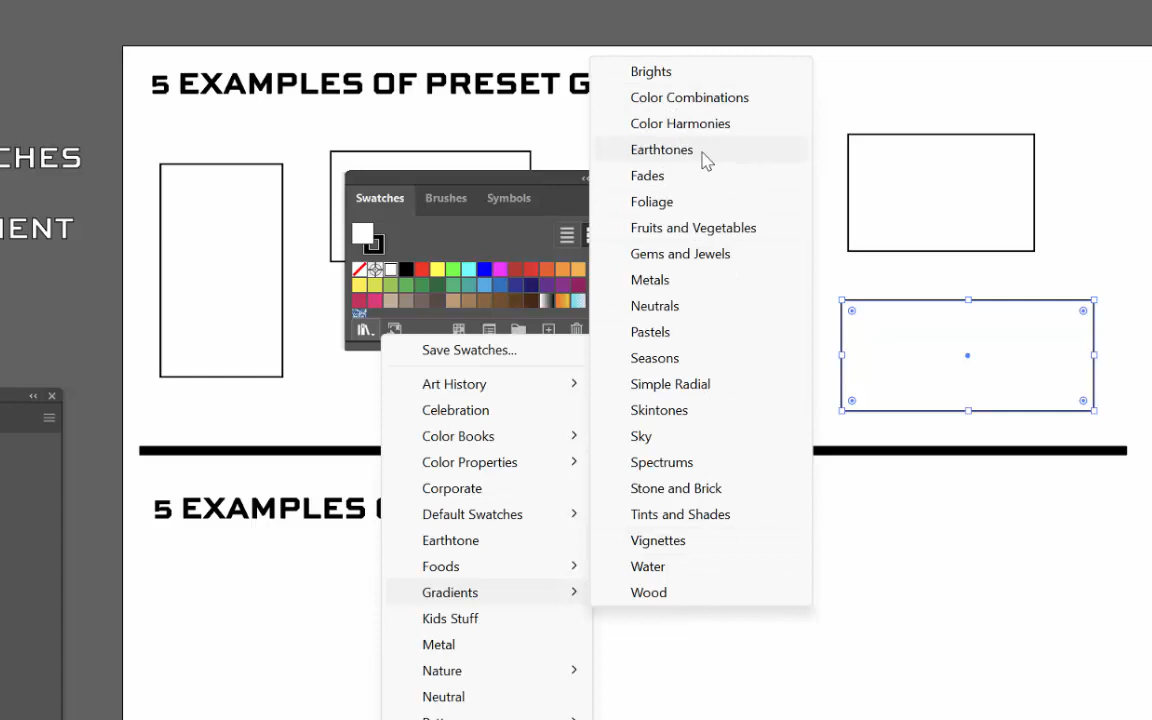 5 EXAMPLES OF PRESET G
CHES
IENT
Swatches
Brushes
Symbols
Save Swatches...
Art History
Celebration
Color Books
Color Properties
Corporate
Default Swatches
Earthtone
Foods
Gradients
Kids Stuff
Metal
Nature
Neutral
Brights
Color Combinations
Color Harmonies
Earthtones
Fades
Foliage
Fruits and Vegetables
Gems and Jewels
Metals
Neutrals
Pastels
Seasons
Simple Radial
Skintones
Sky
Spectrums
Stone and Brick
Tints and Shades
Vignettes
Water
Wood
5 EXAMPLES